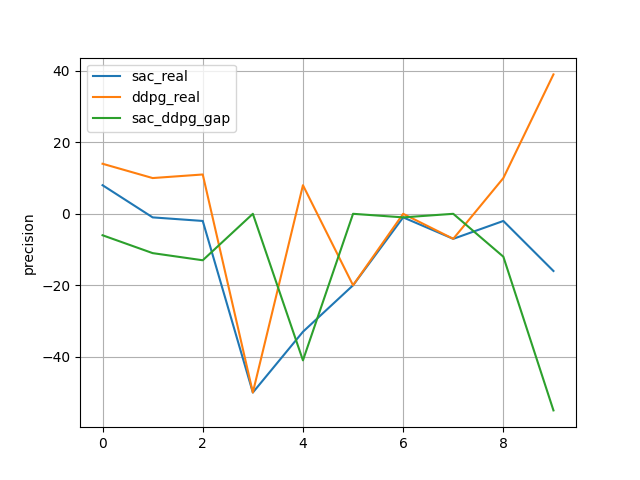 sac_real
ddpg_real
sac_ddpg_gap
precision
40
20
0
−20
−40
0 2 4 6 8